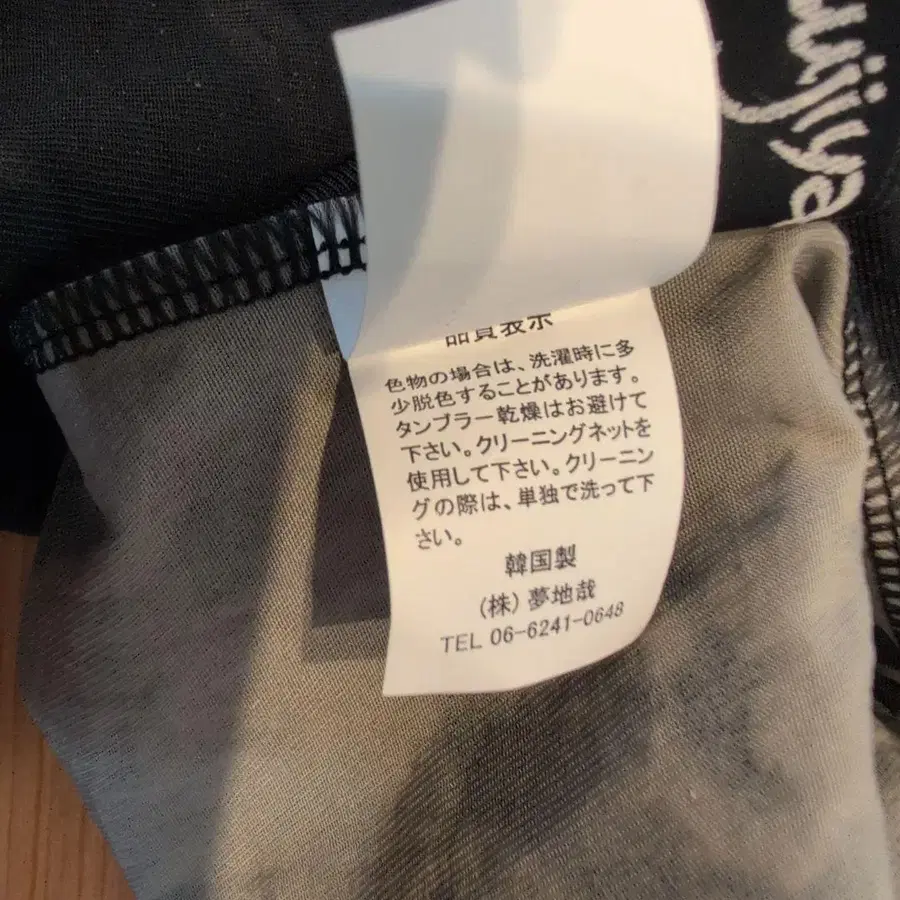 uijiya
品質表示
色物の場合は、洗濯時に多
少脱色することがあります。
タンブラー乾燥はお避けて
下さい。クリーニングネットを
使用して下さい。クリーニン
グの際は、単独で洗って下
さい。
韓国製
(株) 夢地哉
TEL 06-6241-0648